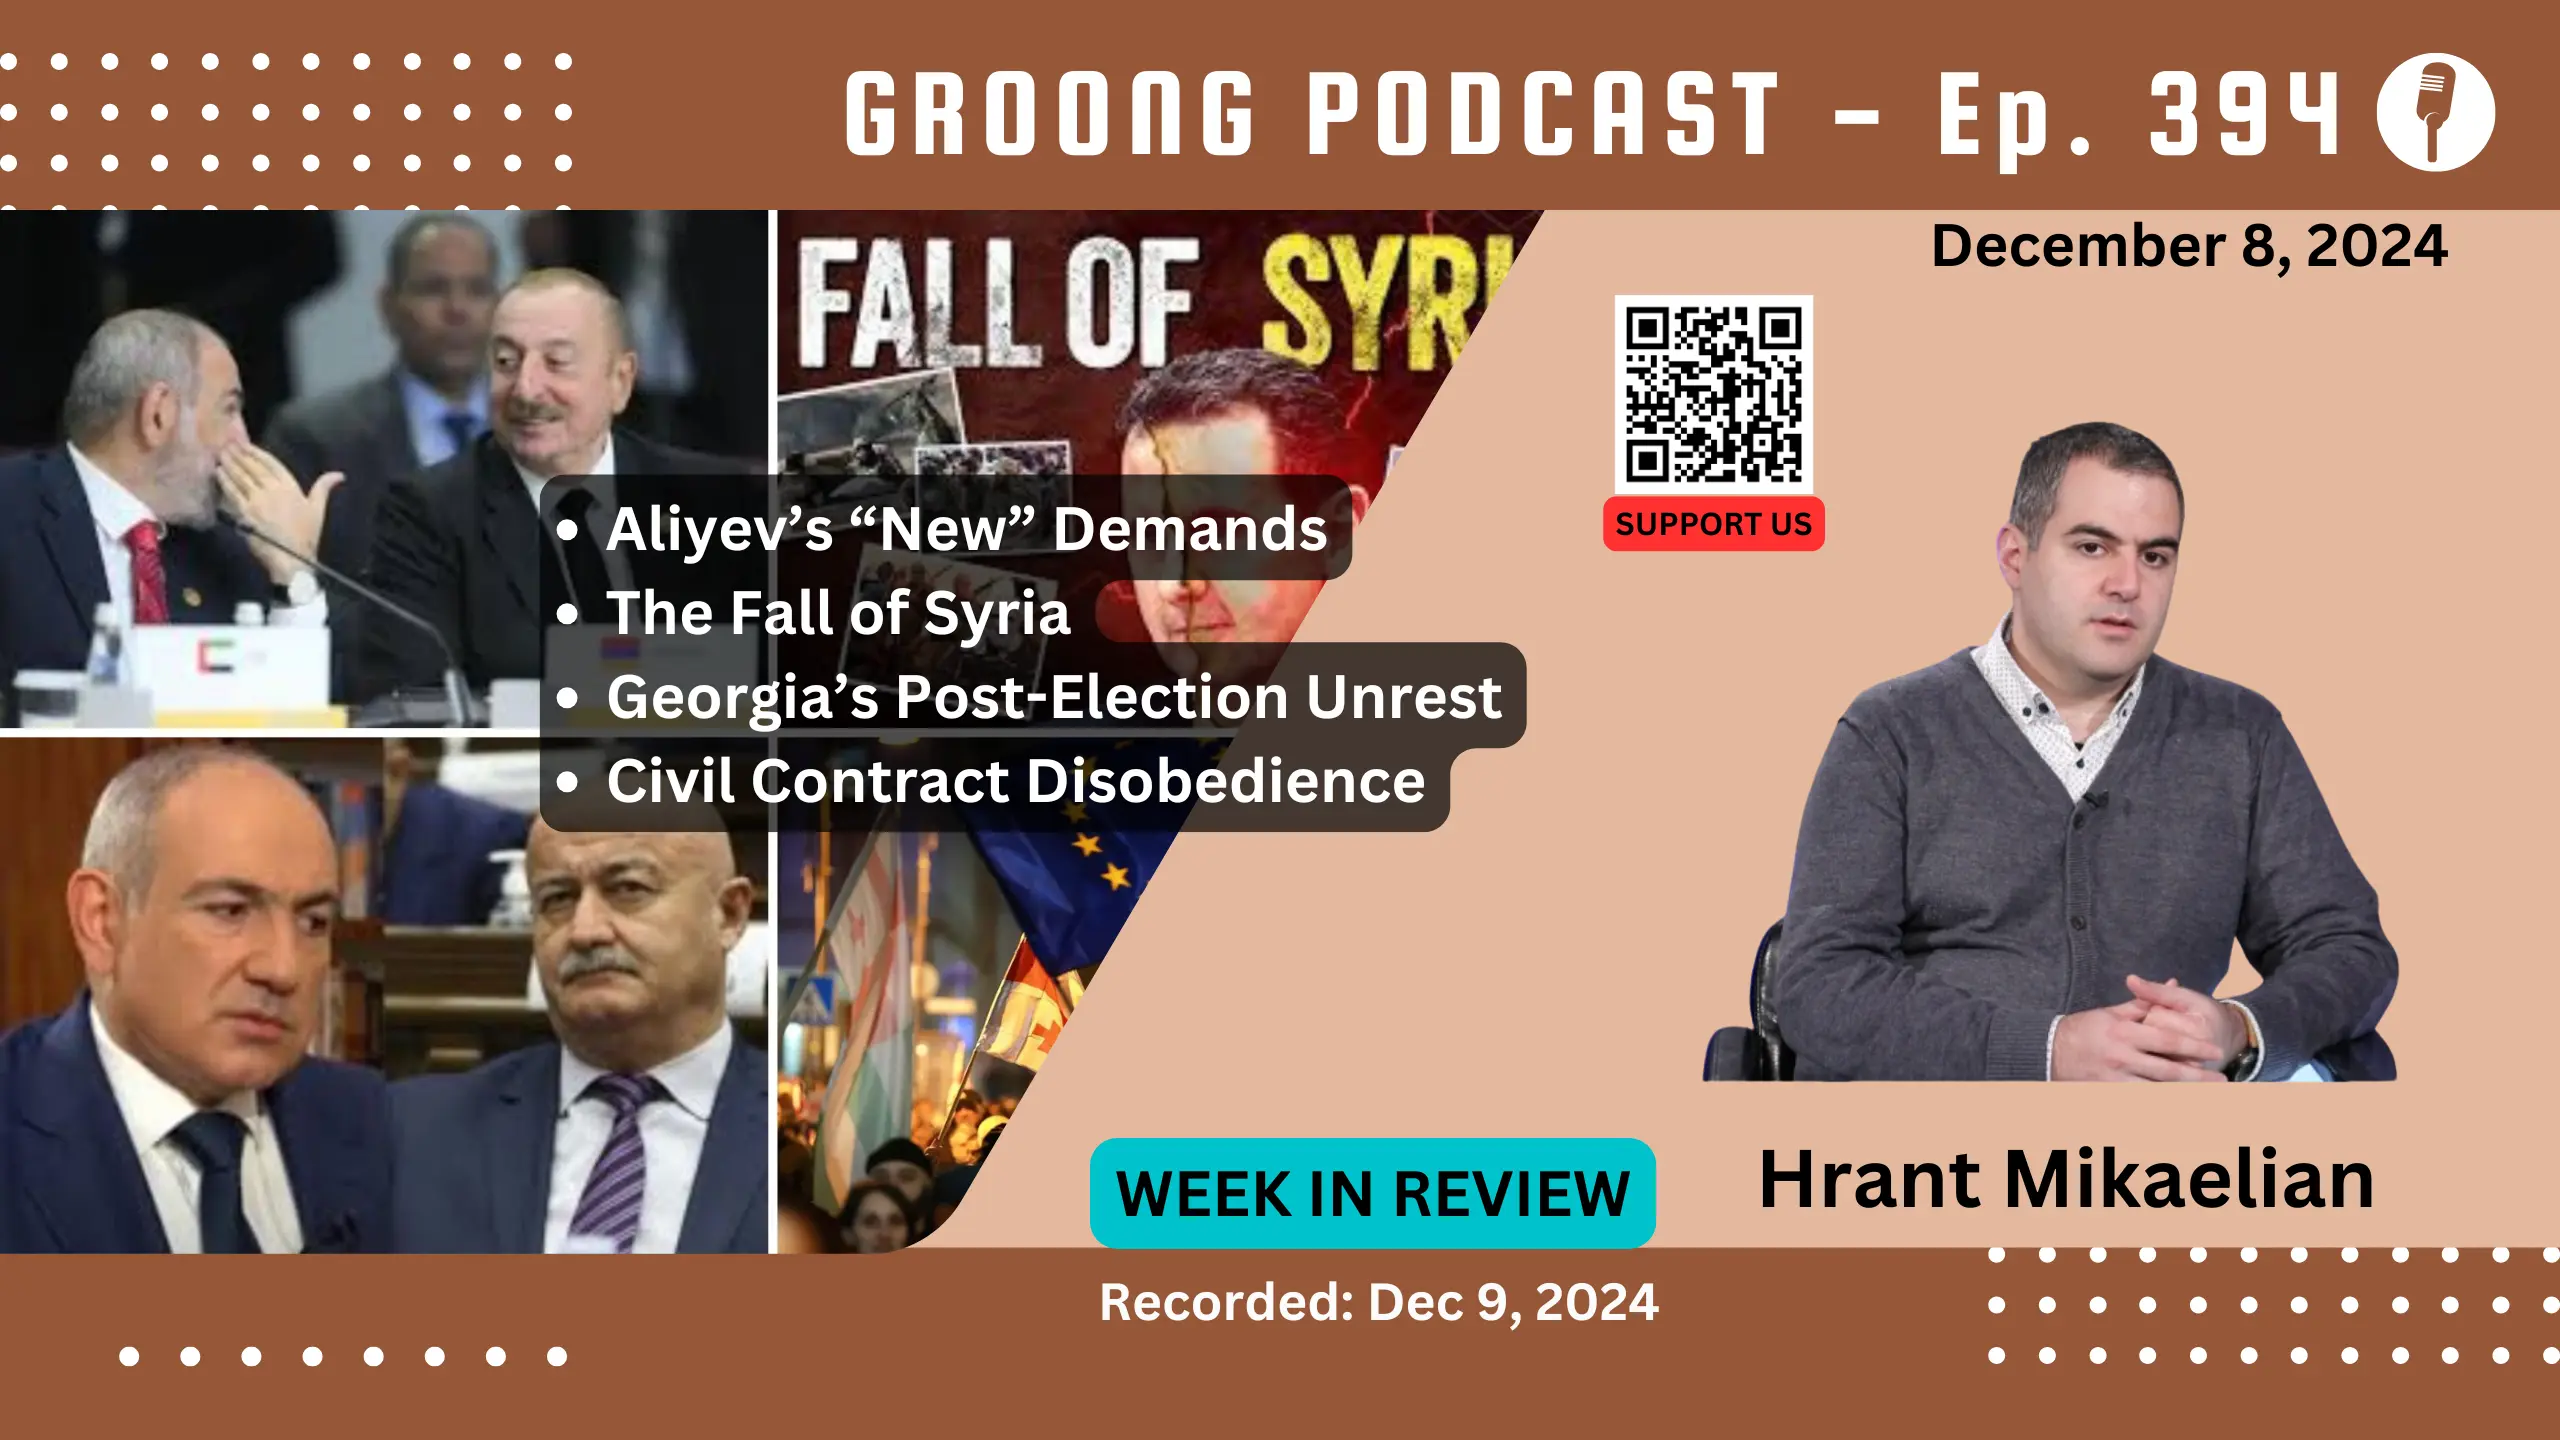 GROONG PODCAST – Ep. 394
December 8, 2024
FALL OF SYRI
SUPPORT US
• Aliyev’s “New” Demands
• The Fall of Syria
• Georgia’s Post-Election Unrest
• Civil Contract Disobedience
WEEK IN REVIEW
Hrant Mikaelian
Recorded: Dec 9, 2024